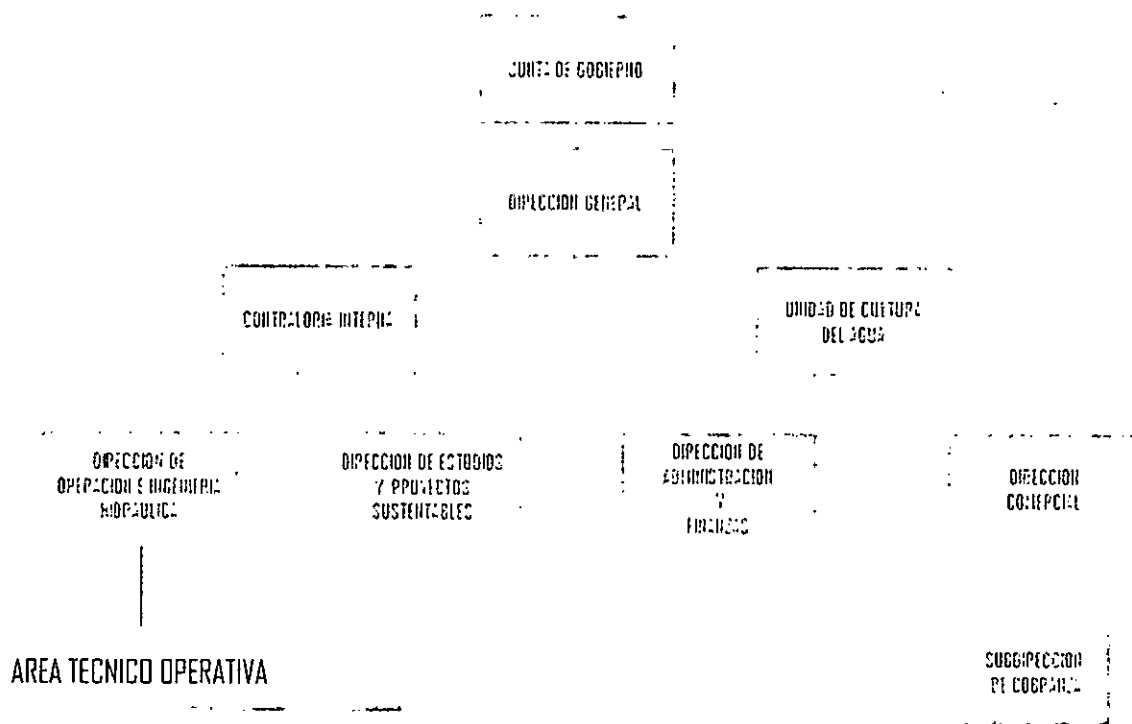 JUNTA DE GOBIERNO
DIRECCION GENERAL
CONTRALORIA INTERNA
UNIDAD DE CULTURA
DEL AGUA
DIRECCION DE
OPERACION E INGENIERIA
HIDRAULICA
DIRECCION DE ESTUDIOS
Y PROYECTOS
SUSTENTABLES
DIRECCION DE
ADMINISTRACION
Y
FINANZAS
DIRECCION
COMERCIAL
AREA TECNICO OPERATIVA
SUBDIRECCION
DE COBRANZA